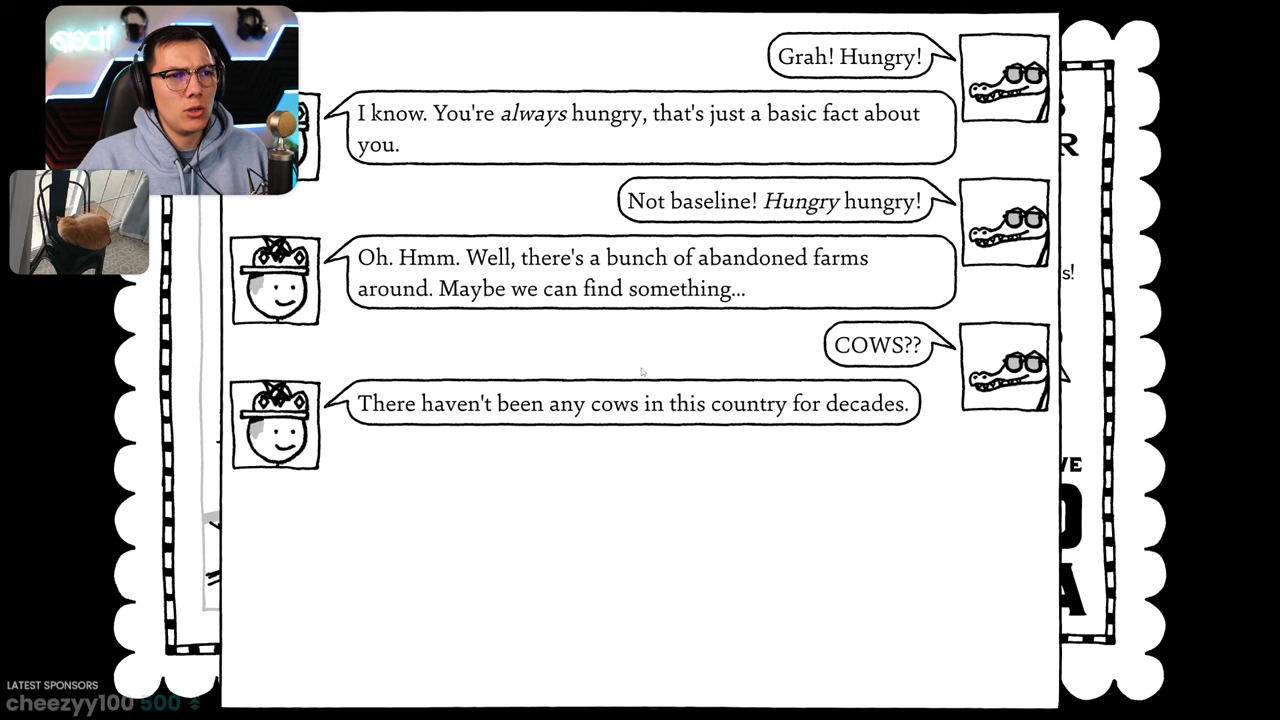 Grah! Hungry!
I know. You're always hungry, that's just a basic fact about
you.
Not baseline! Hungry hungry!
Oh. Hmm. Well, there's a bunch of abandoned farms
around. Maybe we can find something...
COWS??
There haven't been any cows in this country for decades.
R
s!
VE
O
A
LATEST SPONSORS
cheezyy100 500